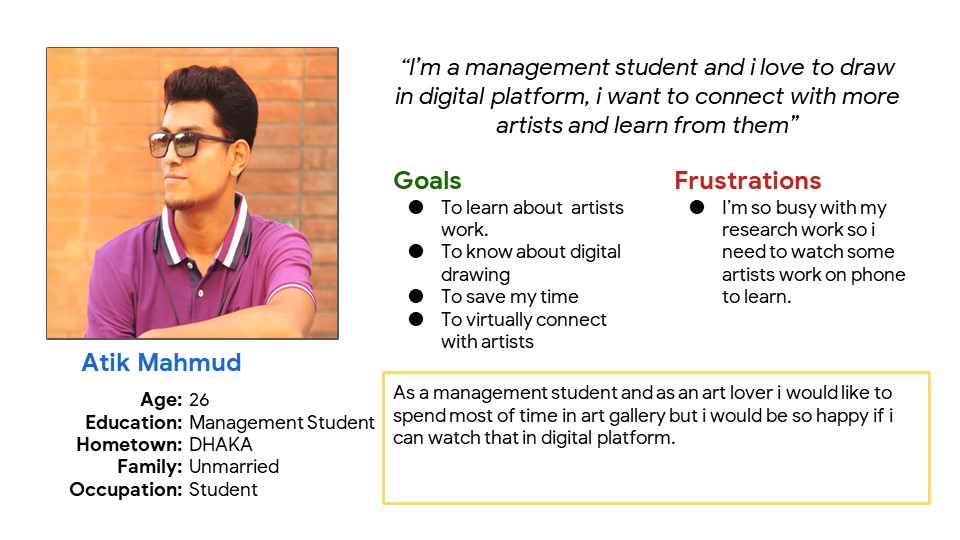 “I’m a management student and i love to draw
in digital platform, i want to connect with more
artists and learn from them”
Goals
● To learn about  artists
work.
● To know about digital
drawing
● To save my time
● To virtually connect
with artists
Frustrations
● I’m so busy with my
research work so i
need to watch some
artists work on phone
to learn.
Atik Mahmud
Age: 26
Education: Management Student
Hometown: DHAKA
Family: Unmarried
Occupation: Student
As a management student and as an art lover i would like to
spend most of time in art gallery but i would be so happy if i
can watch that in digital platform.